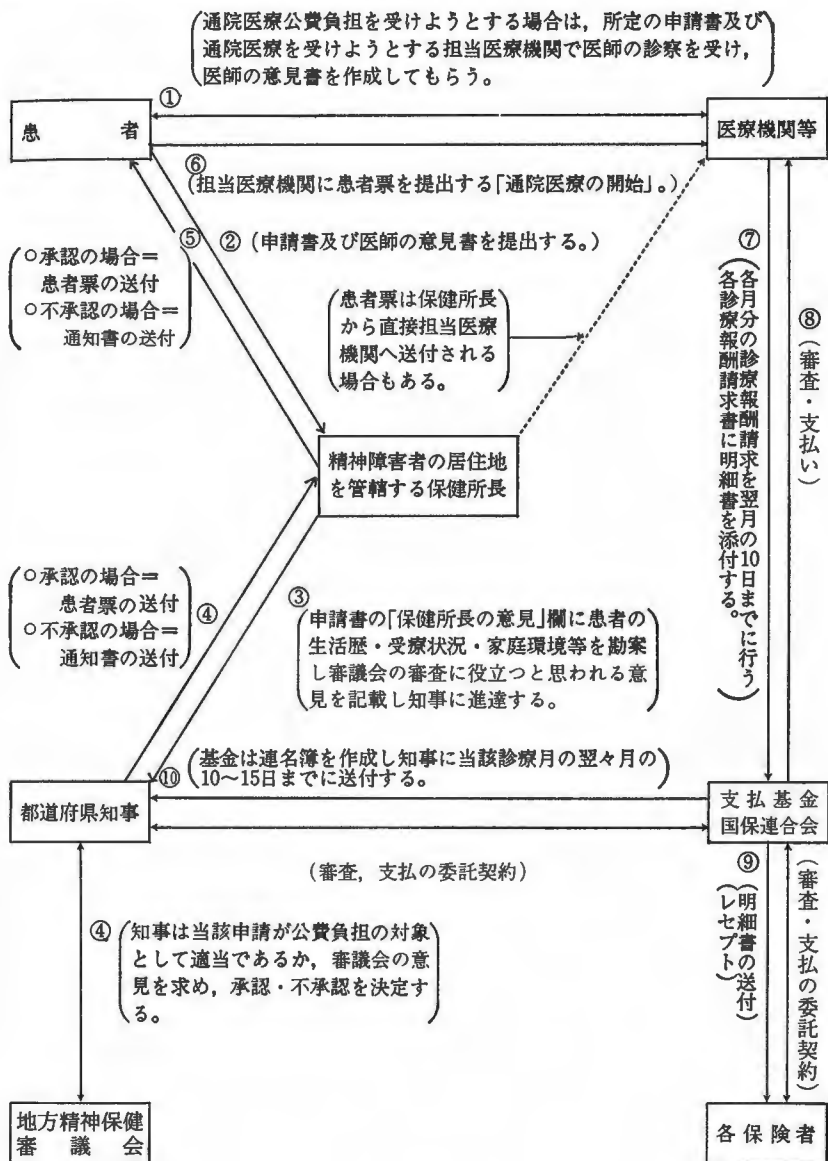 通院医療公費負担を受けようとする場合は，所定の申請書及び
通院医療を受けようとする担当医療機関で医師の診察を受け，
医師の意見書を作成してもらう。
①
患者
医療機関等
⑥
(担当医療機関に患者票を提出する「通院医療の開始」。)
⑤
② (申請書及び医師の意見書を提出する。)
○承認の場合＝
患者票の送付
○不承認の場合＝
通知書の送付
患者票は保健所長
から直接担当医療
機関へ送付される
場合もある。
⑦
各月分の診療報酬請求を翌月の10日までに行う
各診療報酬請求書に明細書を添付する。
⑧
(審査・支払い)
精神障害者の居住地
を管轄する保健所長
○承認の場合＝
患者票の送付
○不承認の場合＝
通知書の送付
④
③
申請書の「保健所長の意見」欄に患者の
生活歴・受療状況・家庭環境等を勘案
し審議会の審査に役立つと思われる意
見を記載し知事に進達する。
⑩
基金は連名簿を作成し知事に当該診療月の翌々月の
10～15日までに送付する。
都道府県知事
支払基金
国保連合会
(審査，支払の委託契約)
④
知事は当該申請が公費負担の対象
として適当であるか，審議会の意
見を求め，承認・不承認を決定す
る。
⑨
(明細書の送付)
(レセプト)
(審査・支払の委託契約)
地方精神保健
審議会
各保険者